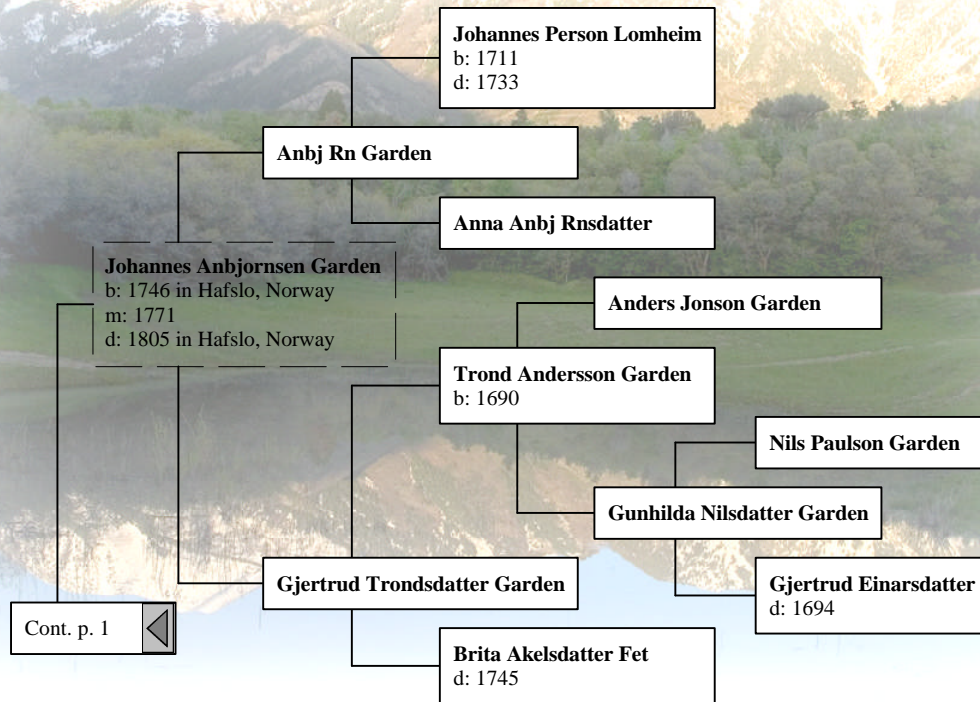 Johannes Person Lomheim
b: 1711
d: 1733
Anbj Rn Garden
Anna Anbj Rnsdatter
Johannes Anbjornsen Garden
b: 1746 in Hafslo, Norway
m: 1771
d: 1805 in Hafslo, Norway
Anders Jonson Garden
Trond Andersson Garden
b: 1690
Nils Paulson Garden
Gunhilda Nilsdatter Garden
Gjertrud Trondsdatter Garden
Gjertrud Einarsdatter
d: 1694
Cont. p. 1
Brita Akelsdatter Fet
d: 1745